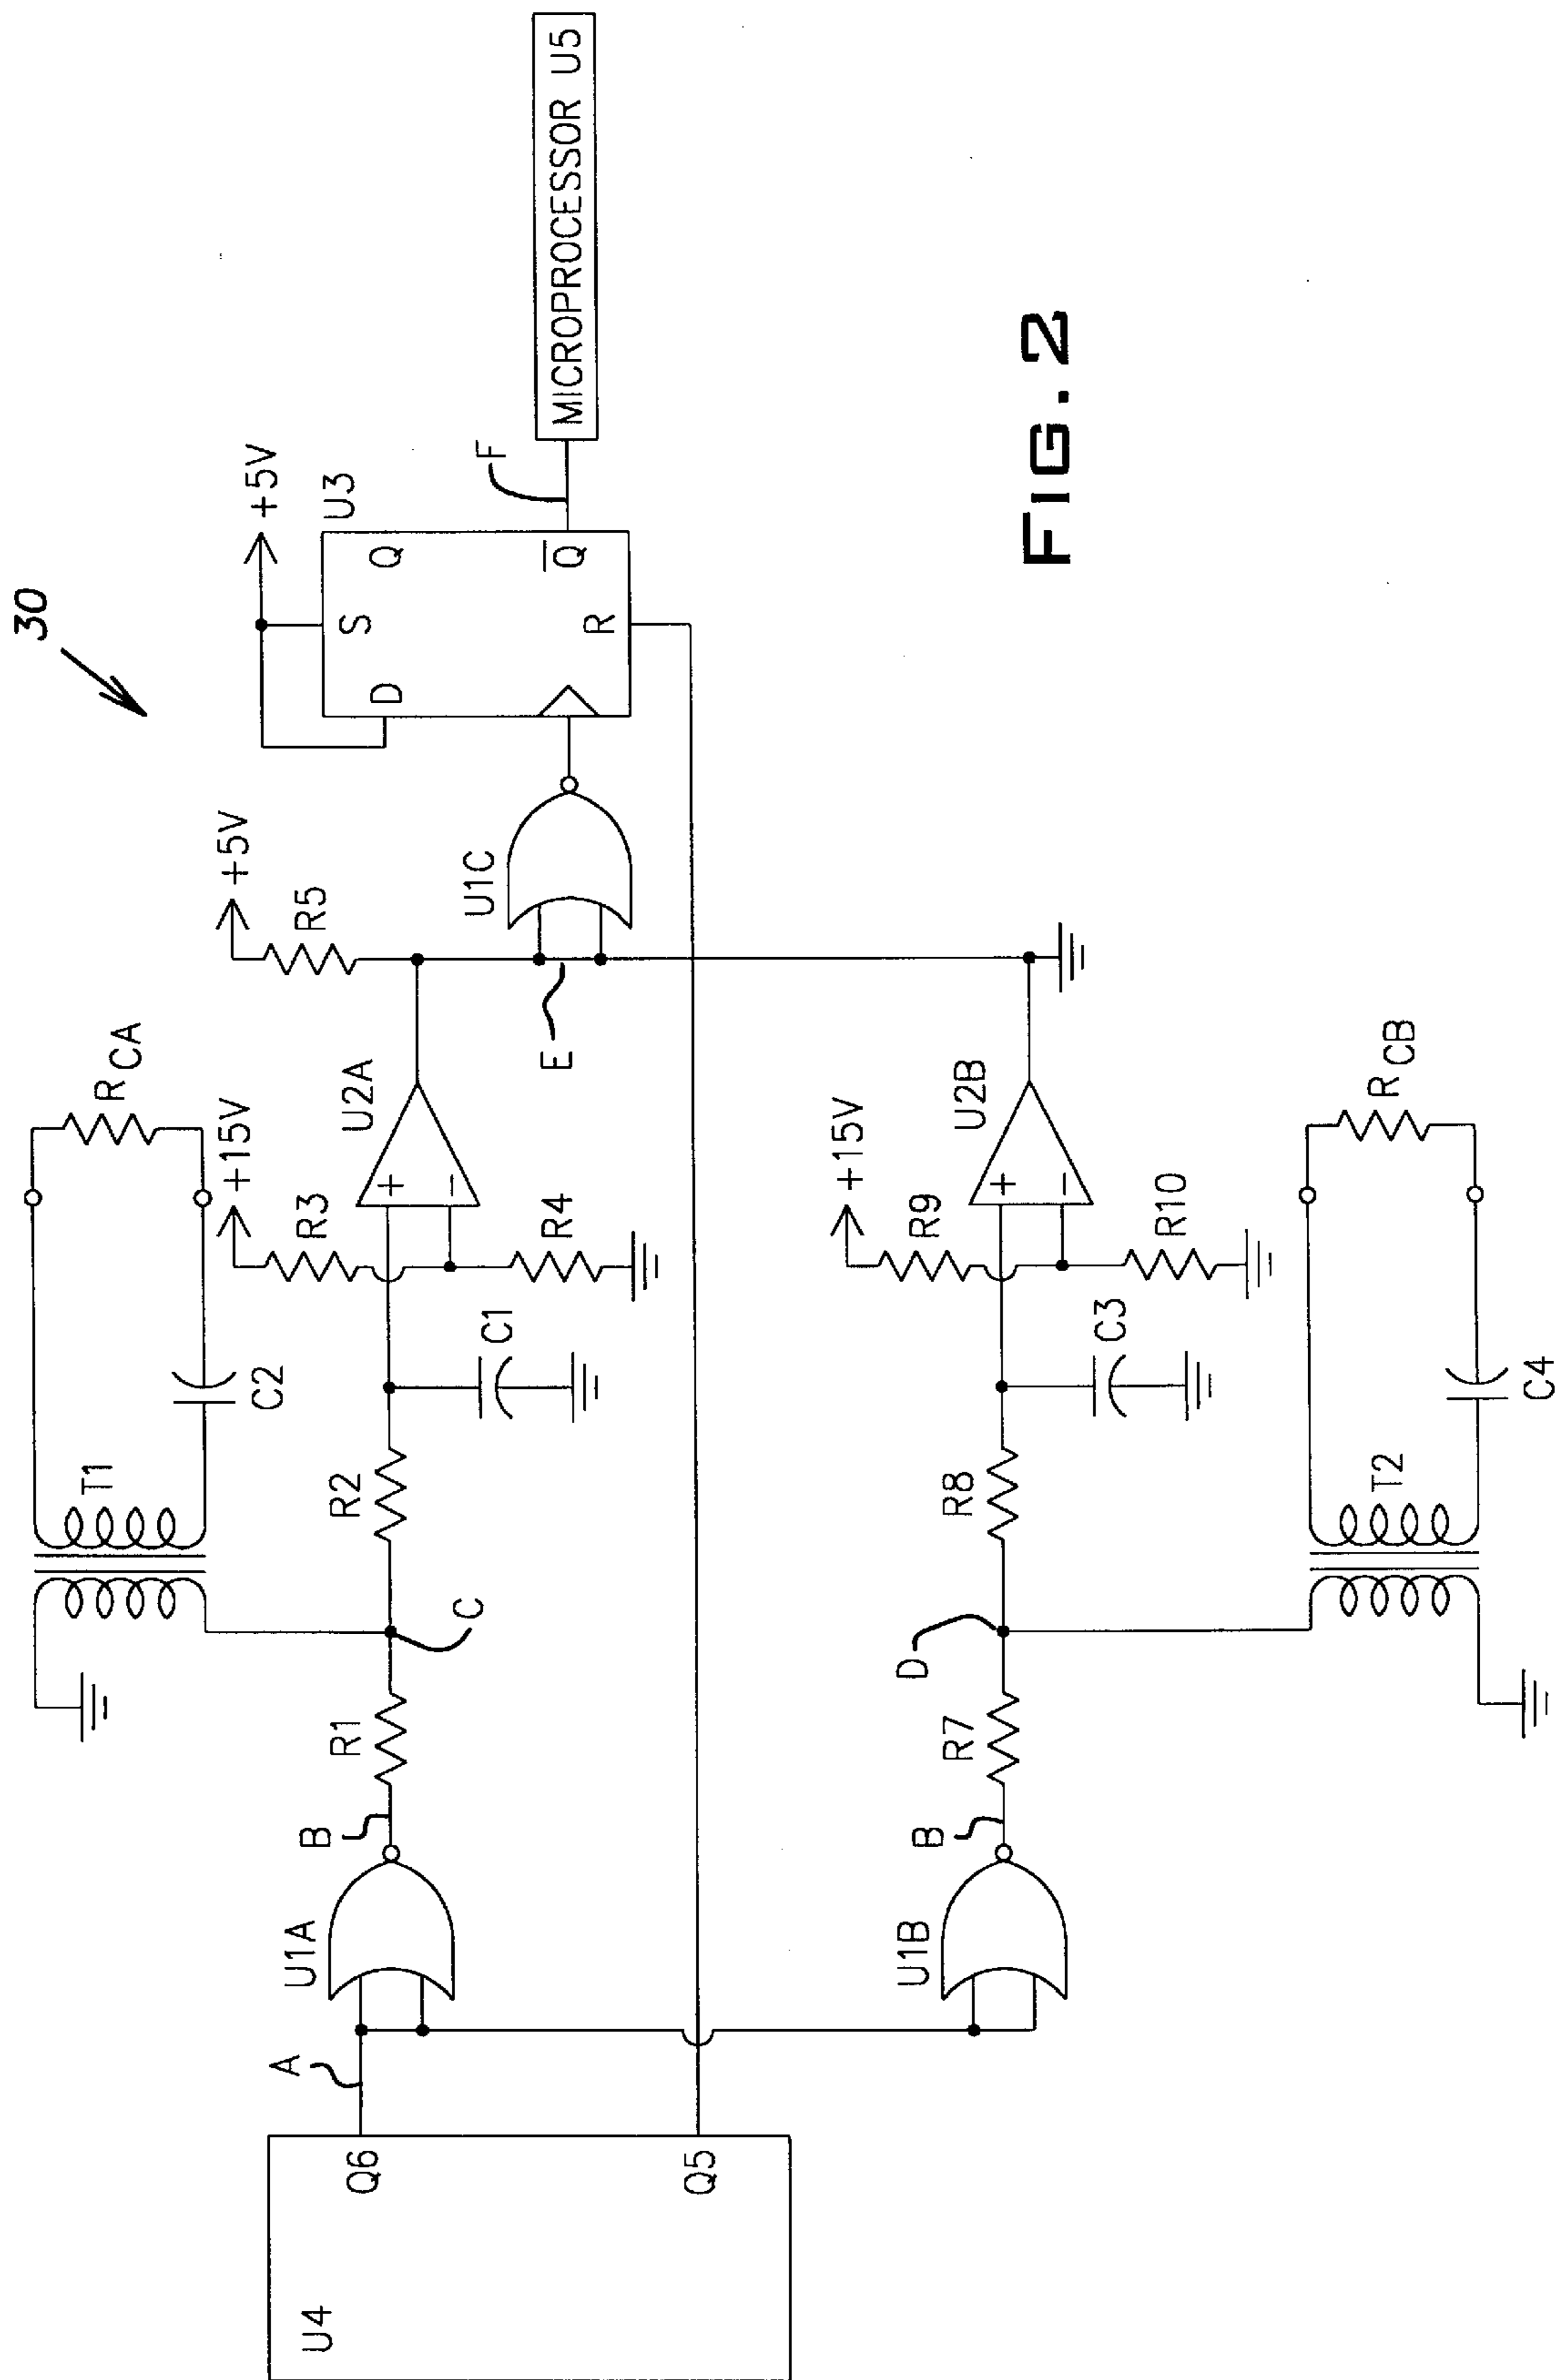 30
+5V
U3
S
D
Q
Q
R
F
MICROPROCESSOR U5
+5V
R5
U1C
E
RCA
T1
C2
+15V
R3
R4
U2A
+
−
C1
R2
C
R1
B
U1A
A
U4
Q6
Q5
U1B
B
R7
D
R8
C3
+15V
R9
R10
U2B
+
−
T2
C4
RCB
FIG. 2